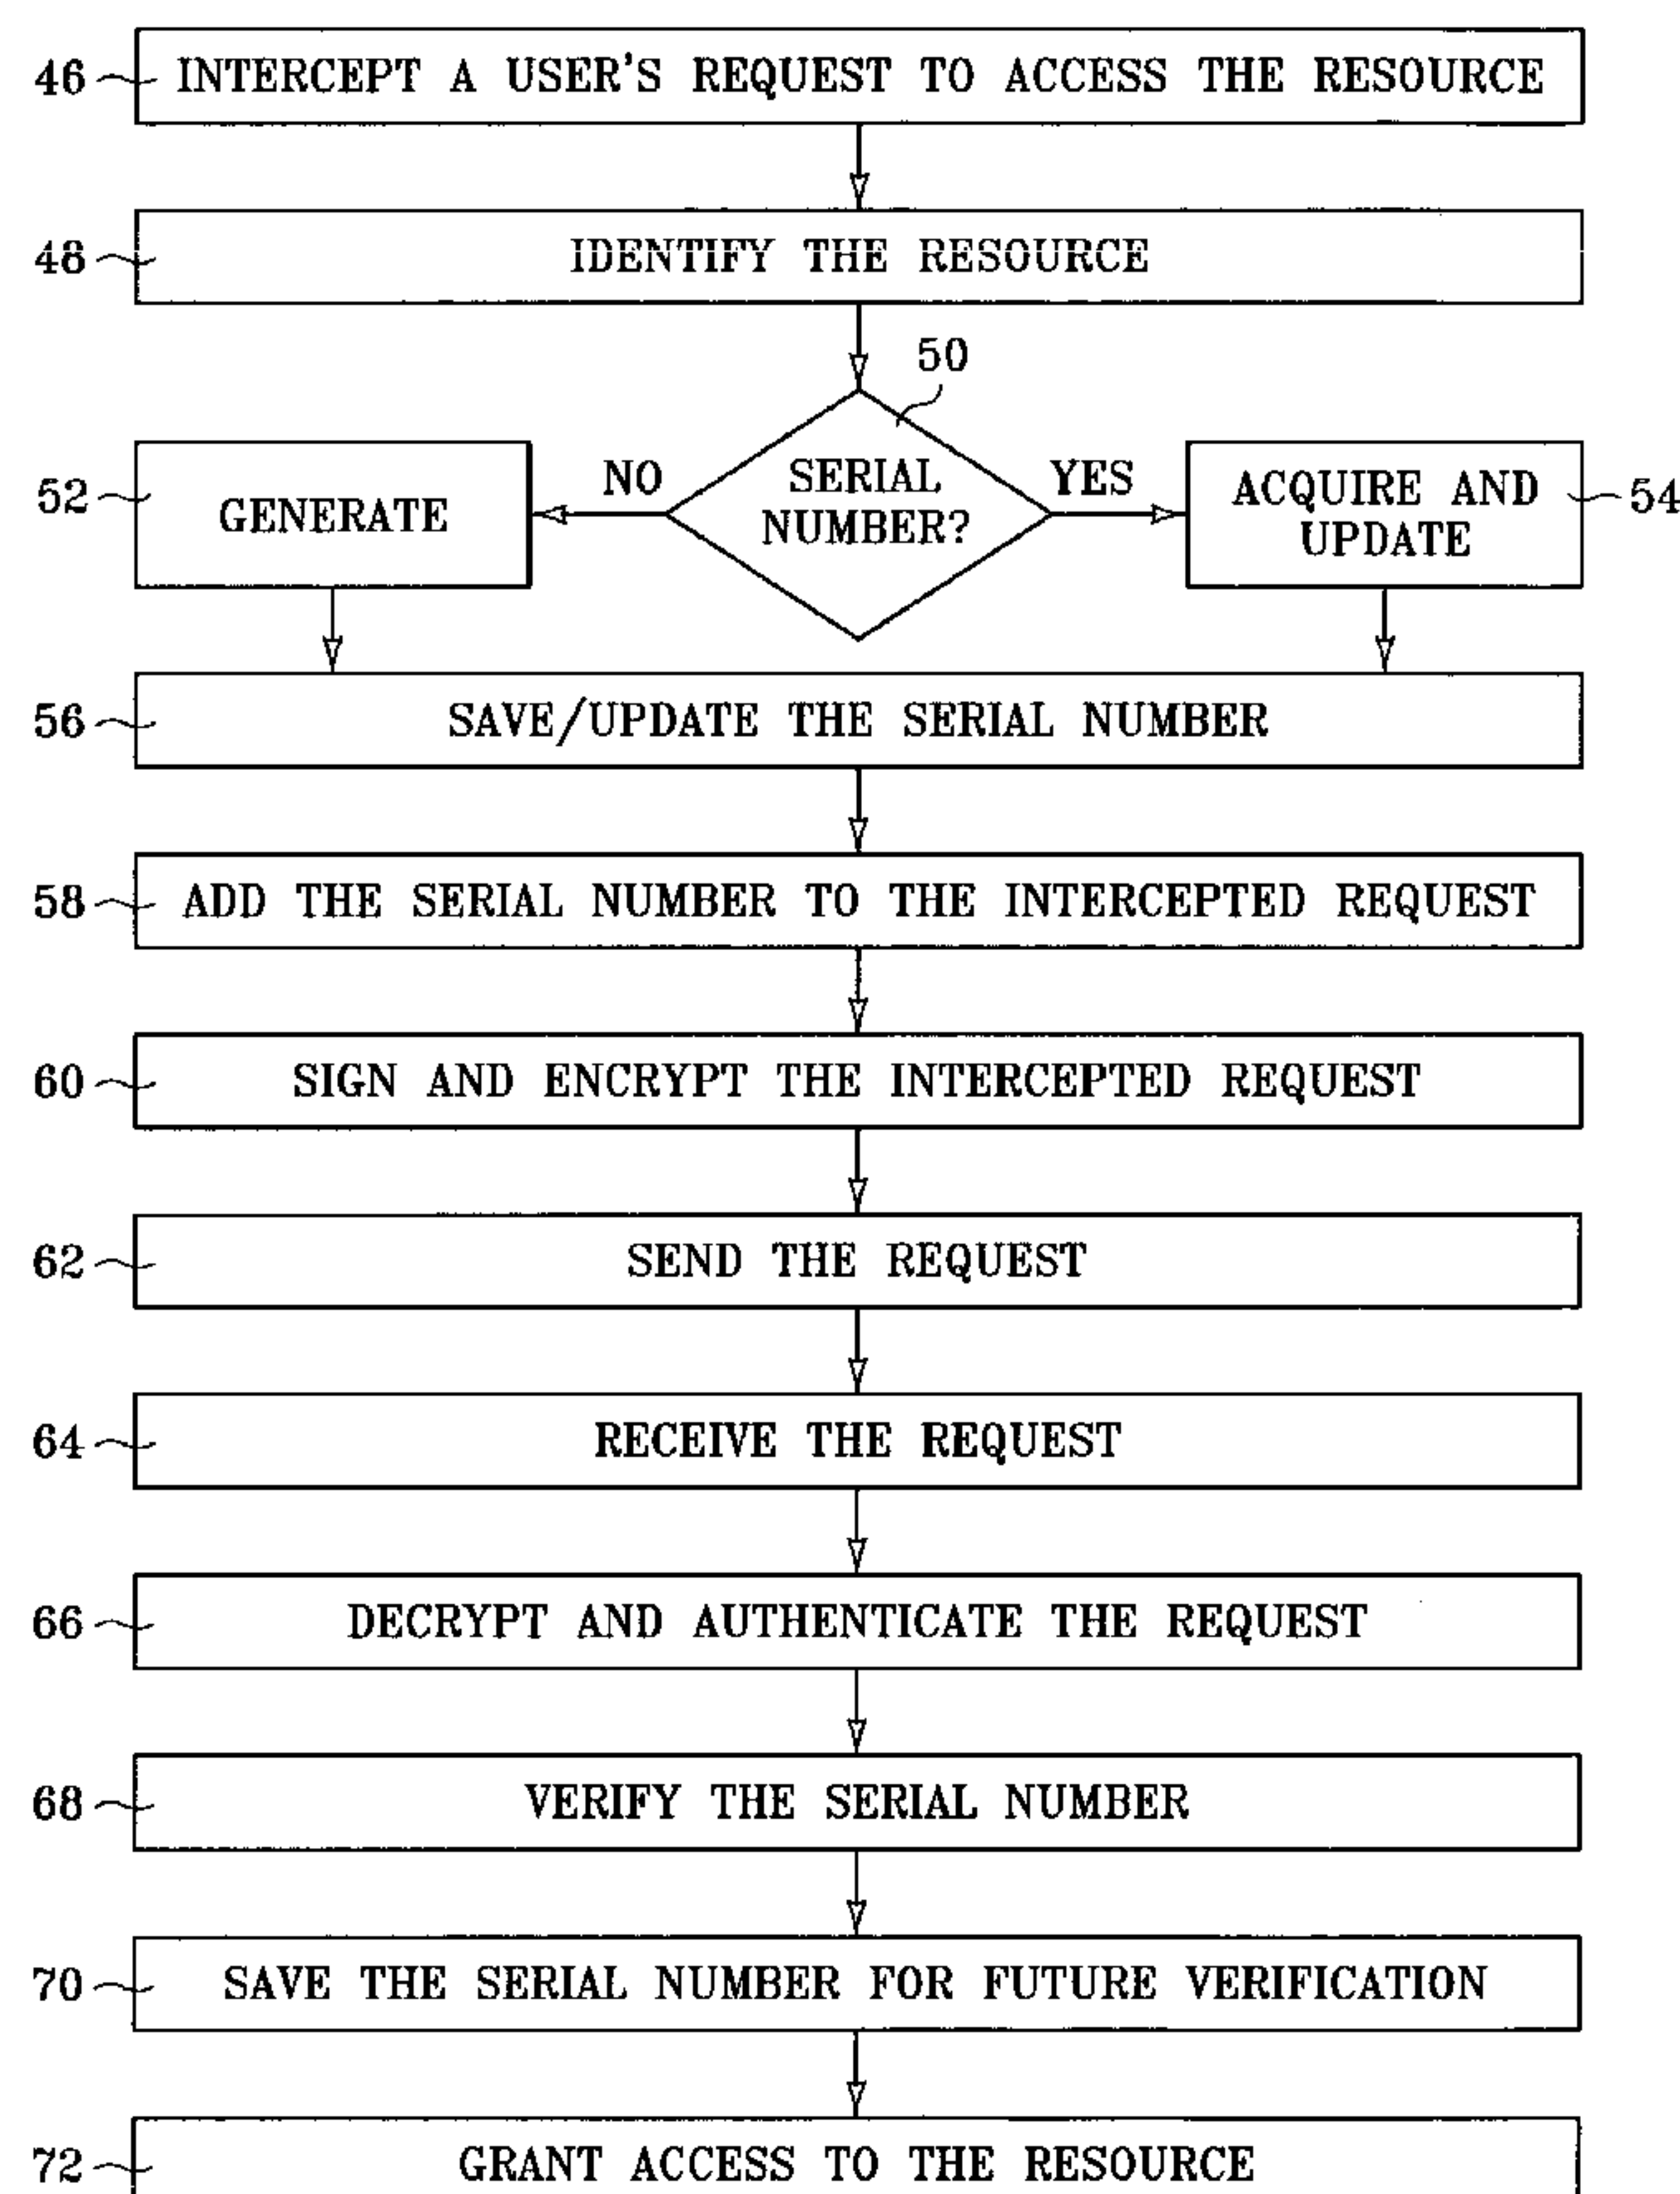 46 INTERCEPT A USER'S REQUEST TO ACCESS THE RESOURCE
48 IDENTIFY THE RESOURCE
50
SERIAL
NUMBER?
NO
YES
52 GENERATE
ACQUIRE AND
UPDATE
54
56 SAVE/UPDATE THE SERIAL NUMBER
58 ADD THE SERIAL NUMBER TO THE INTERCEPTED REQUEST
60 SIGN AND ENCRYPT THE INTERCEPTED REQUEST
62 SEND THE REQUEST
64 RECEIVE THE REQUEST
66 DECRYPT AND AUTHENTICATE THE REQUEST
68 VERIFY THE SERIAL NUMBER
70 SAVE THE SERIAL NUMBER FOR FUTURE VERIFICATION
72 GRANT ACCESS TO THE RESOURCE